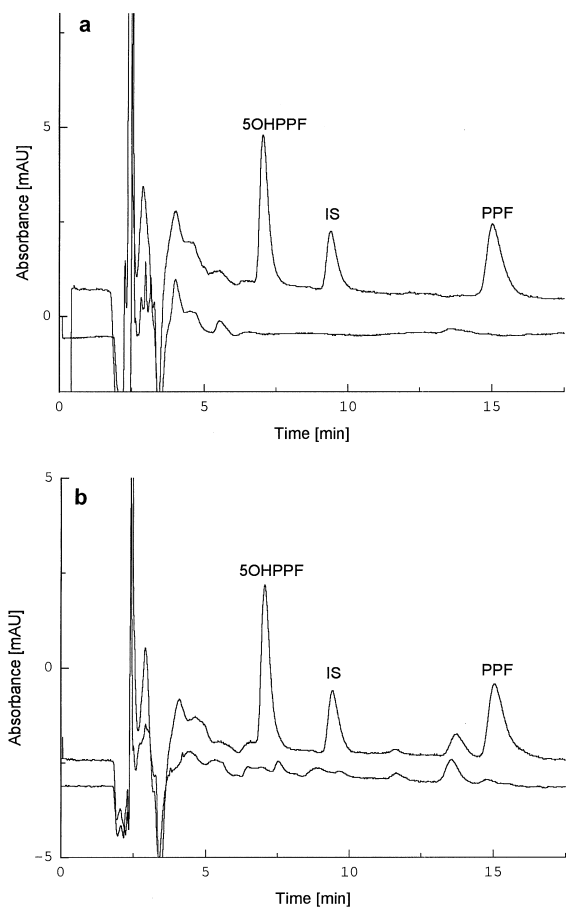 a
5OHPPF
5
IS
PPF
Absorbance [mAU]
0
0 5 10 15
Time [min]
5
b
5OHPPF
0
IS
PPF
Absorbance [mAU]
-5
0 5 10 15
Time [min]